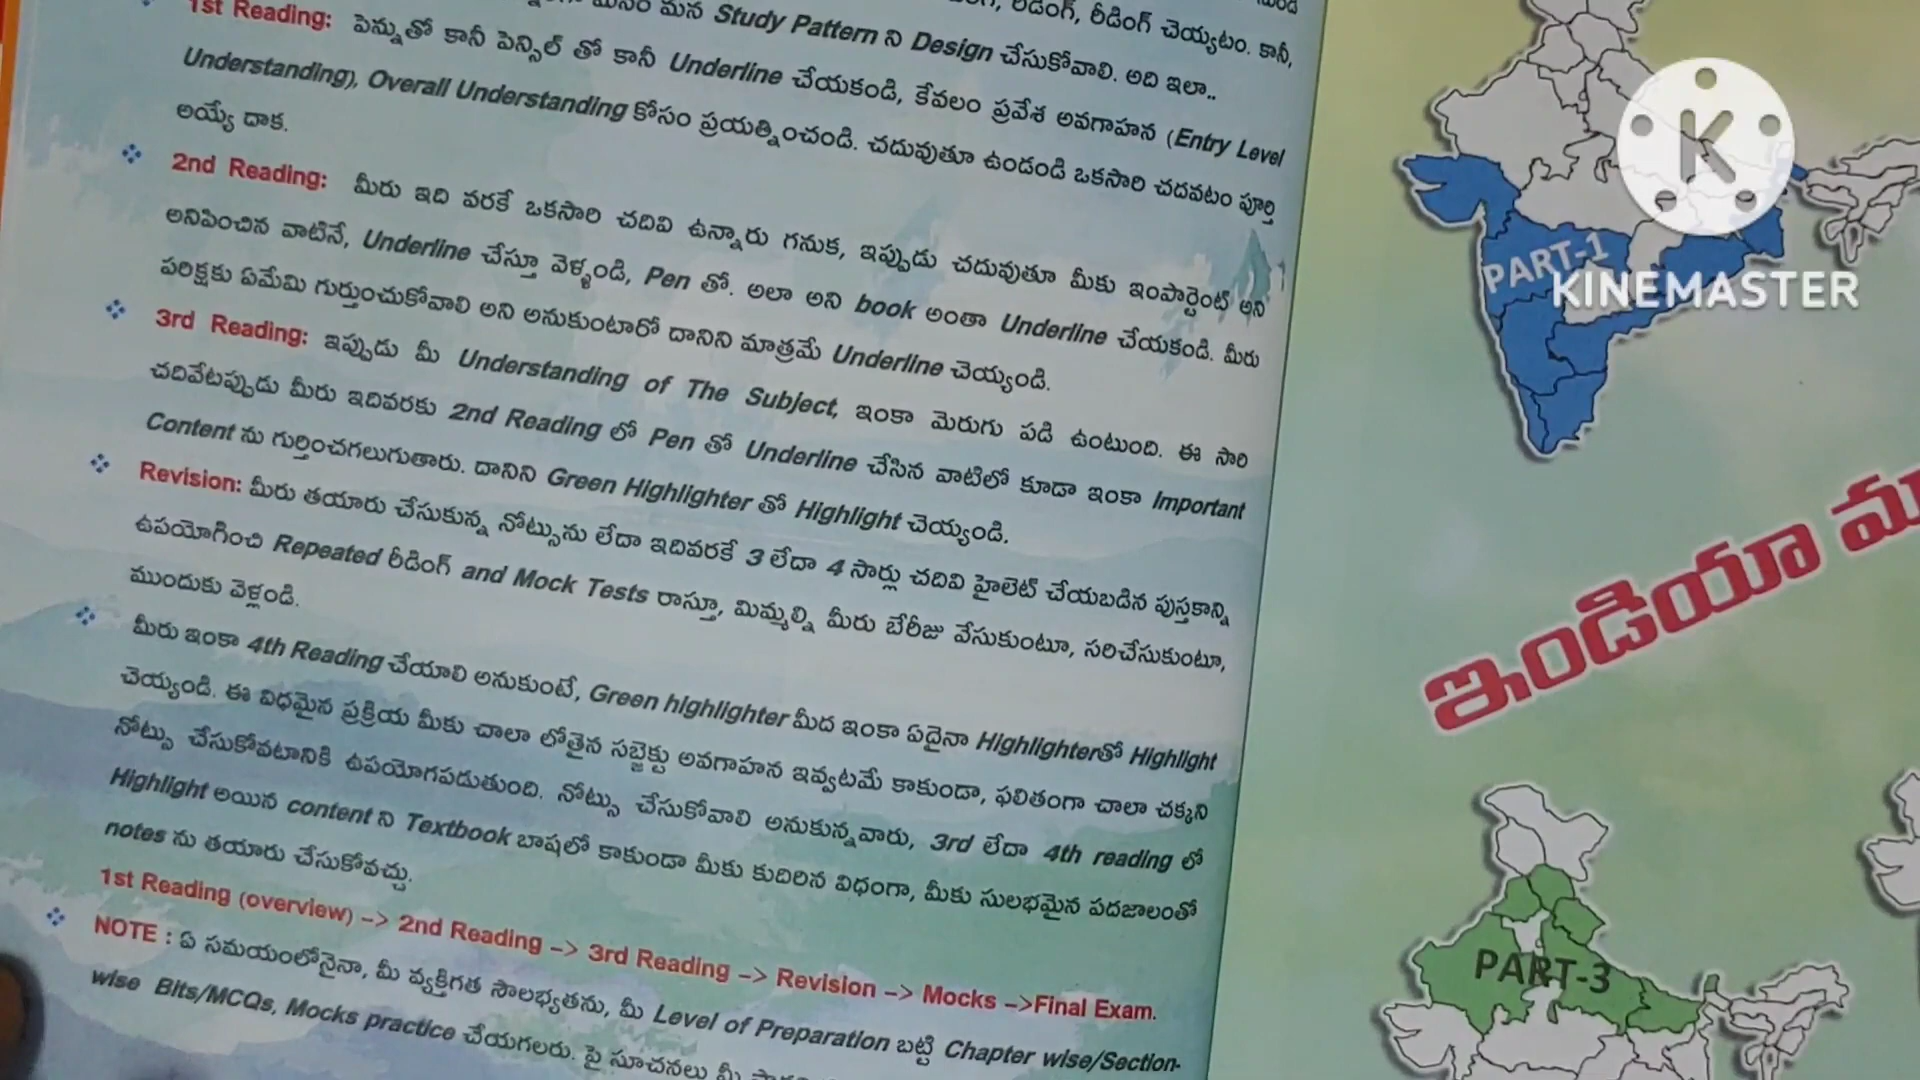 రీడింగ్, రీడింగ్ చెయ్యటం. కానీ,
మనం మన Study Pattern ని Design చేసుకోవాలి. అది ఇలా..
1st Reading: పెన్నుతో కానీ పెన్సిల్ తో కానీ Underline చేయకండి, కేవలం ప్రవేశ అవగాహన (Entry Level
Understanding), Overall Understanding కోసం ప్రయత్నించండి. చదువుతూ ఉండండి ఒకసారి చదవటం పూర్తి
అయ్యే దాక.
2nd Reading: మీరు ఇది వరకే ఒకసారి చదివి ఉన్నారు గనుక, ఇప్పుడు చదువుతూ మీకు ఇంపార్టెంట్ అని
అనిపించిన వాటినే, Underline చేస్తూ వెళ్ళండి, Pen తో. అలా అని book అంతా Underline చేయకండి. మీరు
పరిక్షకు ఏమేమి గుర్తుంచుకోవాలి అని అనుకుంటారో దానిని మాత్రమే Underline చెయ్యండి.
3rd Reading: ఇప్పుడు మీ Understanding of The Subject, ఇంకా మెరుగు పడి ఉంటుంది. ఈ సారి
చదివేటప్పుడు మీరు ఇదివరకు 2nd Reading లో Pen తో Underline చేసిన వాటిలో కూడా ఇంకా Important
Content ను గుర్తించగలుగుతారు. దానిని Green Highlighter తో Highlight చెయ్యండి.
Revision: మీరు తయారు చేసుకున్న నోట్సును లేదా ఇదివరకే 3 లేదా 4 సార్లు చదివి హైలెట్ చేయబడిన పుస్తకాన్ని
ఉపయోగించి Repeated రీడింగ్ and Mock Tests రాస్తూ, మిమ్మల్ని మీరు బేరీజు వేసుకుంటూ, సరిచేసుకుంటూ,
ముందుకు వెళ్లండి.
మీరు ఇంకా 4th Reading చేయాలి అనుకుంటే, Green highlighter మీద ఇంకా ఏదైనా Highlighterతో Highlight
చెయ్యండి. ఈ విధమైన ప్రక్రియ మీకు చాలా లోతైన సబ్జెక్టు అవగాహన ఇవ్వటమే కాకుండా, ఫలితంగా చాలా చక్కని
నోట్సు చేసుకోవటానికి ఉపయోగపడుతుంది. నోట్సు చేసుకోవాలి అనుకున్నవారు, 3rd లేదా 4th reading లో
Highlight అయిన content ని Textbook బాషలో కాకుండా మీకు కుదిరిన విధంగా, మీకు సులభమైన పదజాలంతో
notes ను తయారు చేసుకోవచ్చు.
1st Reading (overview) –> 2nd Reading –> 3rd Reading –> Revision –> Mocks –>Final Exam.
NOTE : ఏ సమయంలోనైనా, మీ వ్యక్తిగత సౌలభ్యతను, మీ Level of Preparation బట్టి Chapter wise/Section-
wise Bits/MCQs, Mocks practice చేయగలరు. పై సూచనలు మీ
PART-1
K
KINEMASTER
ఇండియా
PART-3